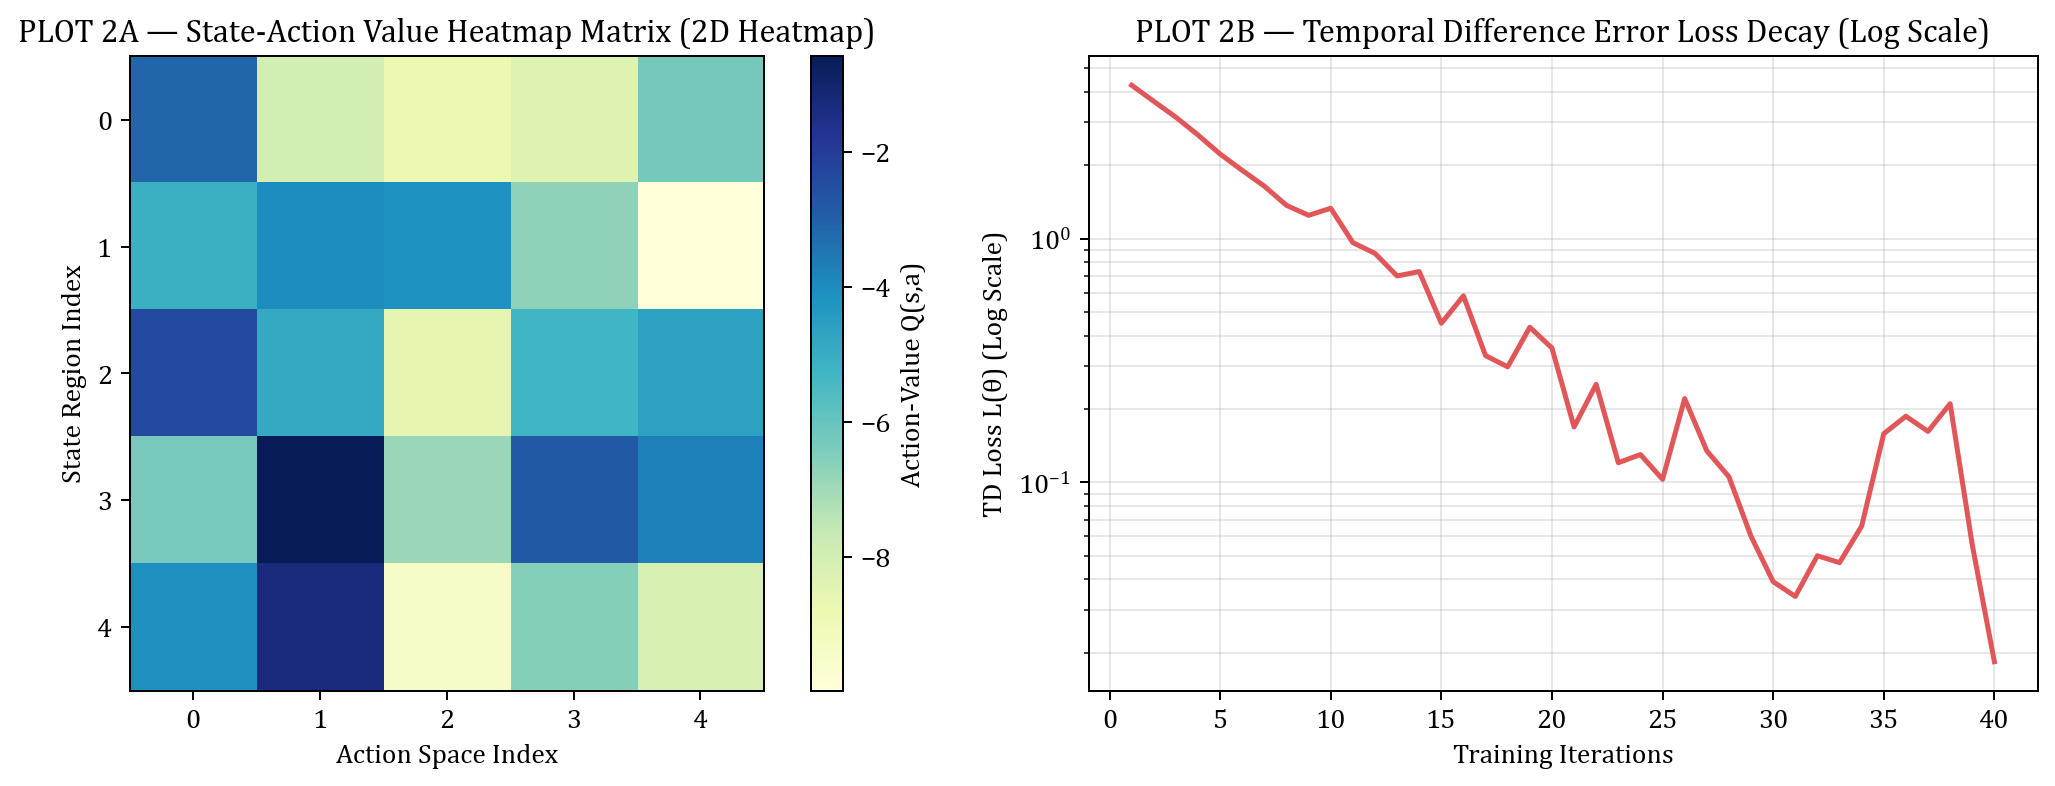 PLOT 2A — State-Action Value Heatmap Matrix (2D Heatmap)
State Region Index
0
1
2
3
4
0 1 2 3 4
Action Space Index
−2
−4
−6
−8
Action-Value Q(s,a)
PLOT 2B — Temporal Difference Error Loss Decay (Log Scale)
TD Loss L(θ) (Log Scale)
10⁰
10⁻¹
0 5 10 15 20 25 30 35 40
Training Iterations